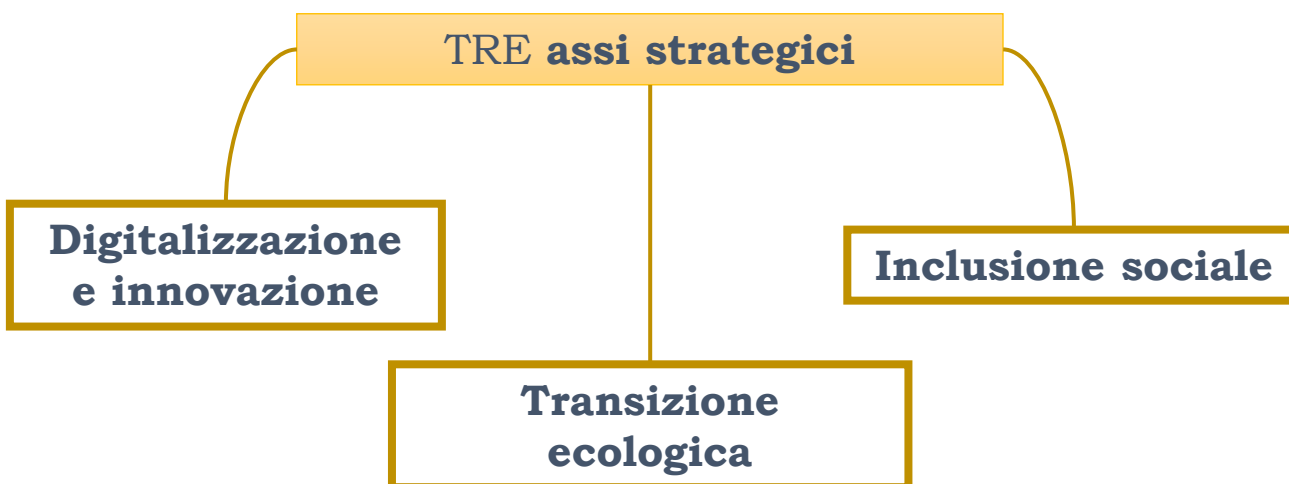 TRE assi strategici
Digitalizzazione
e innovazione
Inclusione sociale
Transizione
ecologica